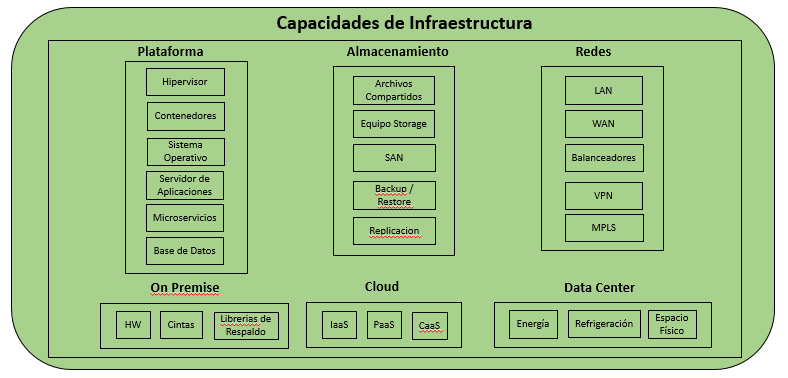 Capacidades de Infraestructura
Plataforma
Hipervisor
Contenedores
Sistema
Operativo
Servidor de
Aplicaciones
Microservicios
Base de Datos
Almacenamiento
Archivos
Compartidos
Equipo Storage
SAN
Backup /
Restore
Replicacion
Redes
LAN
WAN
Balanceadores
VPN
MPLS
On Premise
HW
Cintas
Librerias de
Respaldo
Cloud
IaaS
PaaS
CaaS
Data Center
Energía
Refrigeración
Espacio
Físico